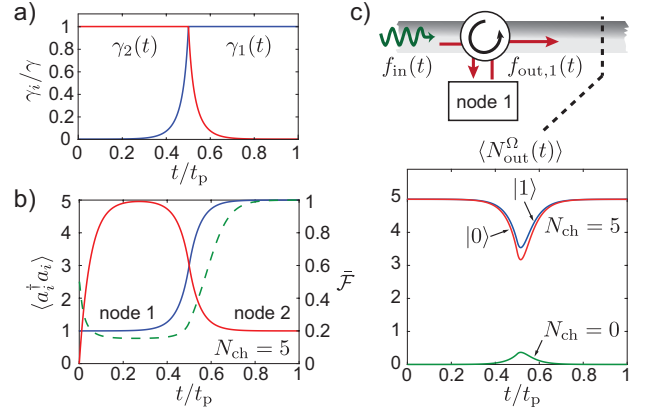 a)
γ_i/γ
1
0.8
0.6
0.4
0.2
0
γ₂(t)
γ₁(t)
0 0.2 0.4 0.6 0.8 1
t/t_p
b)
⟨a_i†a_i⟩
5
4
3
2
1
0
node 1
node 2
N_ch = 5
1
0.8
0.6
0.4
0.2
0
ℱ̄
0 0.2 0.4 0.6 0.8 1
t/t_p
c)
f_in(t)
f_out,1(t)
node 1
⟨N_out^Ω(t)⟩
5
4
3
2
1
0
|1⟩
|0⟩
N_ch = 5
N_ch = 0
0 0.2 0.4 0.6 0.8 1
t/t_p